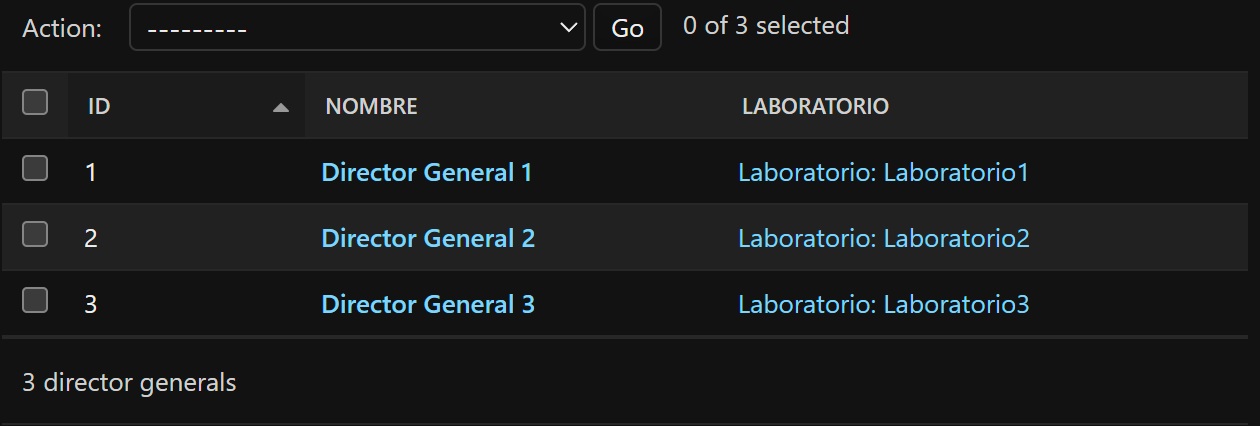 Action: --------- Go 0 of 3 selected
ID NOMBRE LABORATORIO
1 Director General 1 Laboratorio: Laboratorio1
2 Director General 2 Laboratorio: Laboratorio2
3 Director General 3 Laboratorio: Laboratorio3
3 director generals